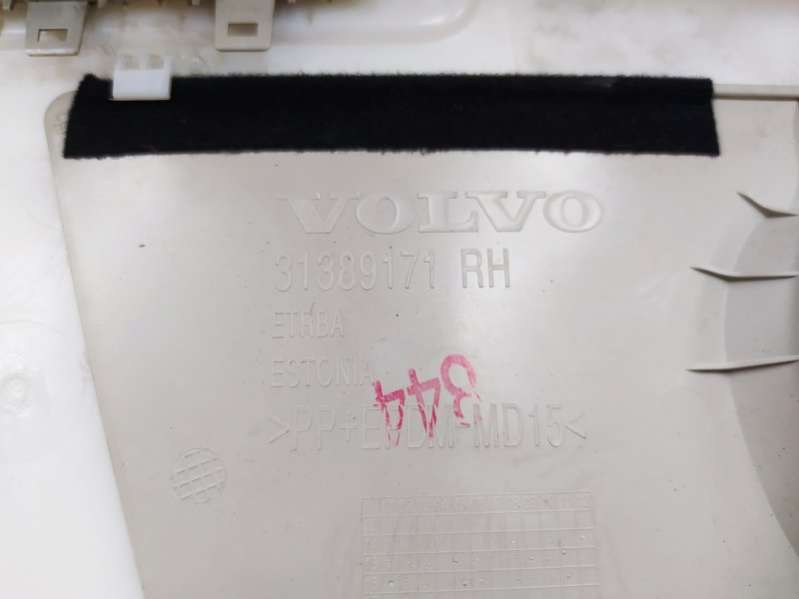 VOLVO
31389171 RH
ETRBA
ESTONIA
344
>PP+EPDM-MD15<